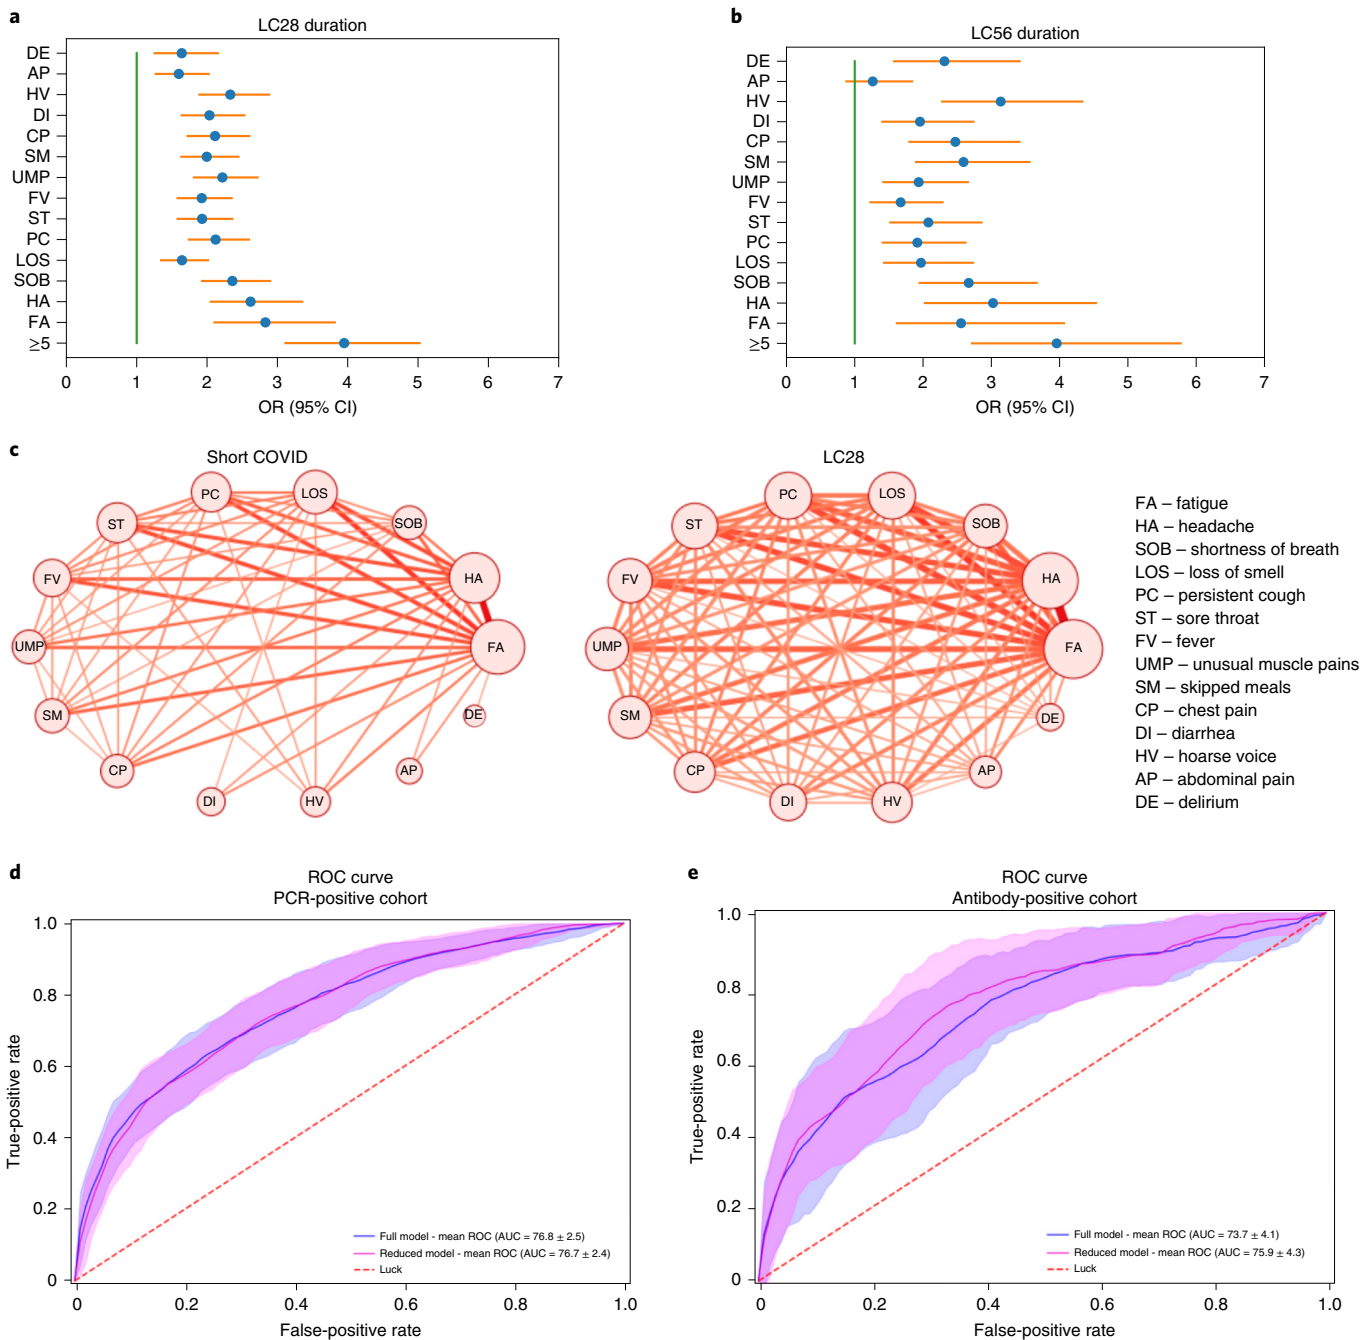 a
LC28 duration
DE
AP
HV
DI
CP
SM
UMP
FV
ST
PC
LOS
SOB
HA
FA
≥5
0 1 2 3 4 5 6 7
OR (95% CI)
b
LC56 duration
DE
AP
HV
DI
CP
SM
UMP
FV
ST
PC
LOS
SOB
HA
FA
≥5
0 1 2 3 4 5 6 7
OR (95% CI)
c
Short COVID
PC
LOS
ST
SOB
FV
HA
UMP
FA
SM
DE
CP
AP
DI
HV
LC28
PC
LOS
ST
SOB
FV
HA
UMP
FA
SM
DE
CP
AP
DI
HV
FA – fatigue
HA – headache
SOB – shortness of breath
LOS – loss of smell
PC – persistent cough
ST – sore throat
FV – fever
UMP – unusual muscle pains
SM – skipped meals
CP – chest pain
DI – diarrhea
HV – hoarse voice
AP – abdominal pain
DE – delirium
d
ROC curve
PCR-positive cohort
True-positive rate
1.0
0.8
0.6
0.4
0.2
0
Full model - mean ROC (AUC = 76.8 ± 2.5)
Reduced model - mean ROC (AUC = 76.7 ± 2.4)
Luck
0 0.2 0.4 0.6 0.8 1.0
False-positive rate
e
ROC curve
Antibody-positive cohort
True-positive rate
1.0
0.8
0.6
0.4
0.2
0
Full model - mean ROC (AUC = 73.7 ± 4.1)
Reduced model - mean ROC (AUC = 75.9 ± 4.3)
Luck
0 0.2 0.4 0.6 0.8 1.0
False-positive rate